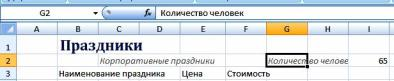 G2 fx Количество человек
A B C D E F G H I
1 Праздники
2 Корпоративные праздники Количество челове 65
3 Наименование праздника Цена Стоимость